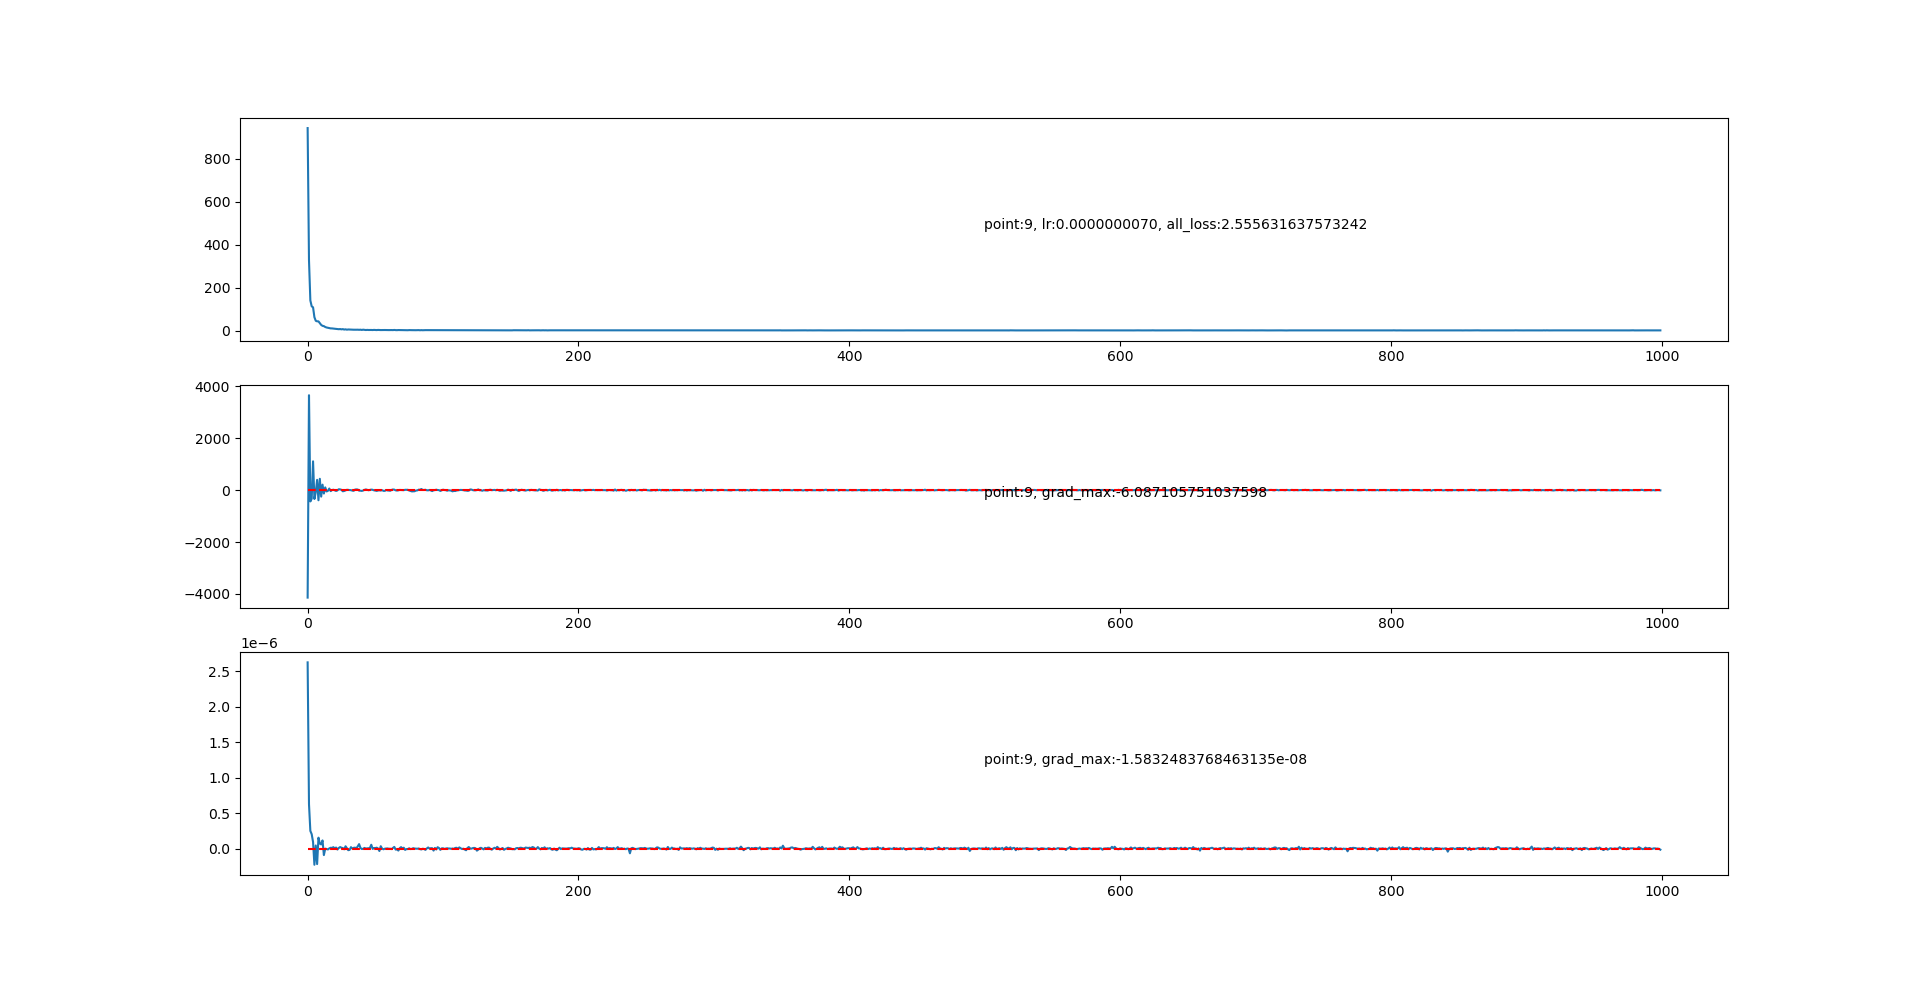 800
600
400
200
0
point:9, lr:0.0000000070, all_loss:2.555631637573242
0 200 400 600 800 1000
4000
2000
0
−2000
−4000
point:9, grad_max:-6.087105751037598
0 200 400 600 800 1000
1e−6
2.5
2.0
1.5
1.0
0.5
0.0
point:9, grad_max:-1.5832483768463135e-08
0 200 400 600 800 1000